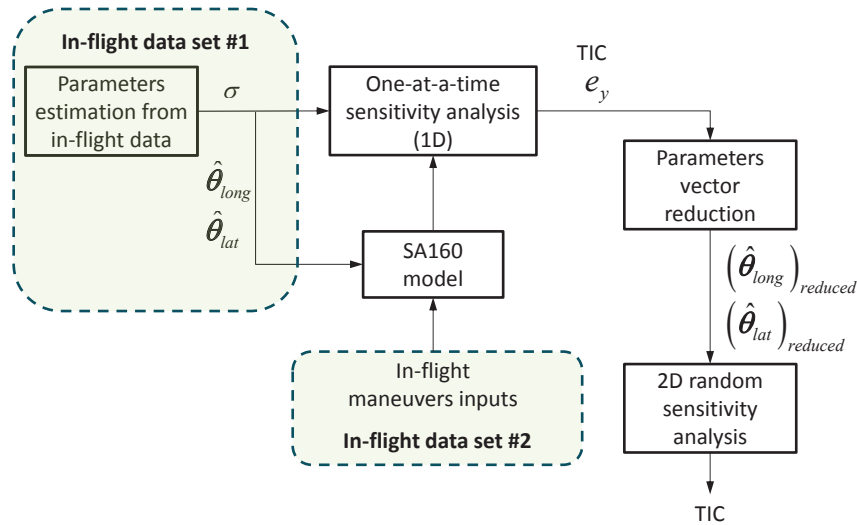 In-flight data set #1
Parameters
estimation from
in-flight data
σ
θ̂long
θ̂lat
One-at-a-time
sensitivity analysis
(1D)
TIC
ey
SA160
model
In-flight
maneuvers inputs
In-flight data set #2
Parameters
vector
reduction
(θ̂long)reduced
(θ̂lat)reduced
2D random
sensitivity
analysis
TIC